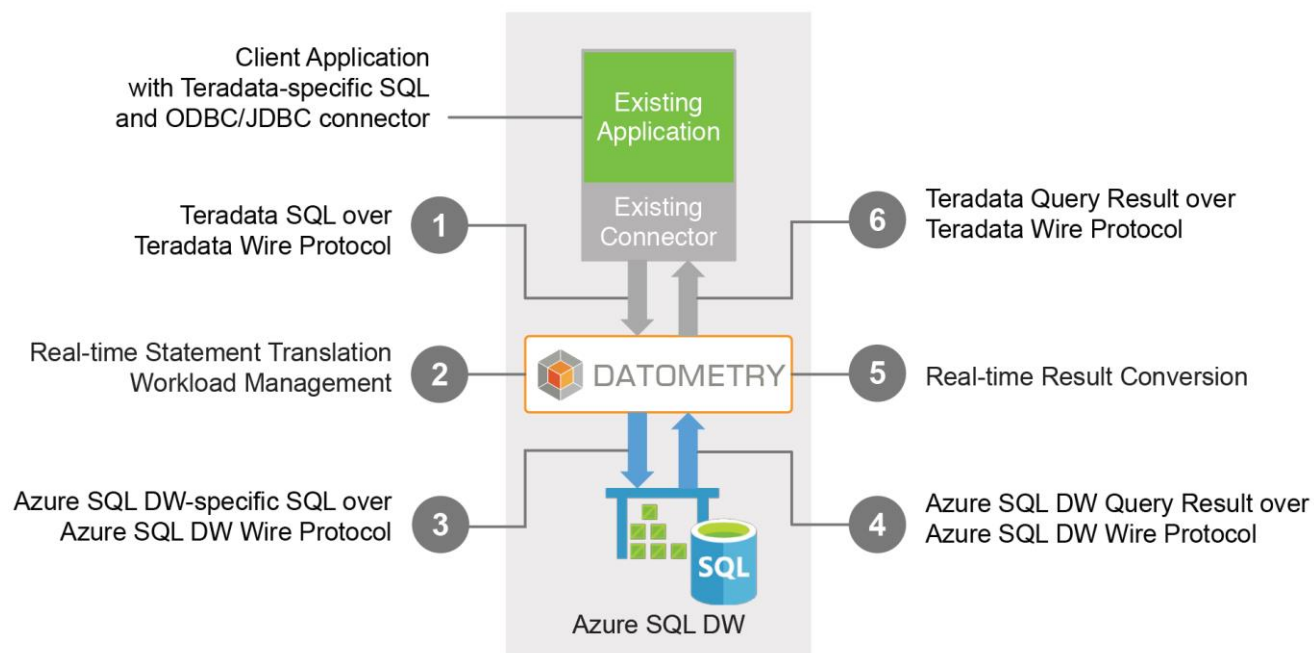 Client Application
with Teradata-specific SQL
and ODBC/JDBC connector
Existing
Application
Existing
Connector
Teradata SQL over
Teradata Wire Protocol
1
6
Teradata Query Result over
Teradata Wire Protocol
Real-time Statement Translation
Workload Management
2
DATOMETRY
5
Real-time Result Conversion
Azure SQL DW-specific SQL over
Azure SQL DW Wire Protocol
3
4
Azure SQL DW Query Result over
Azure SQL DW Wire Protocol
SQL
Azure SQL DW